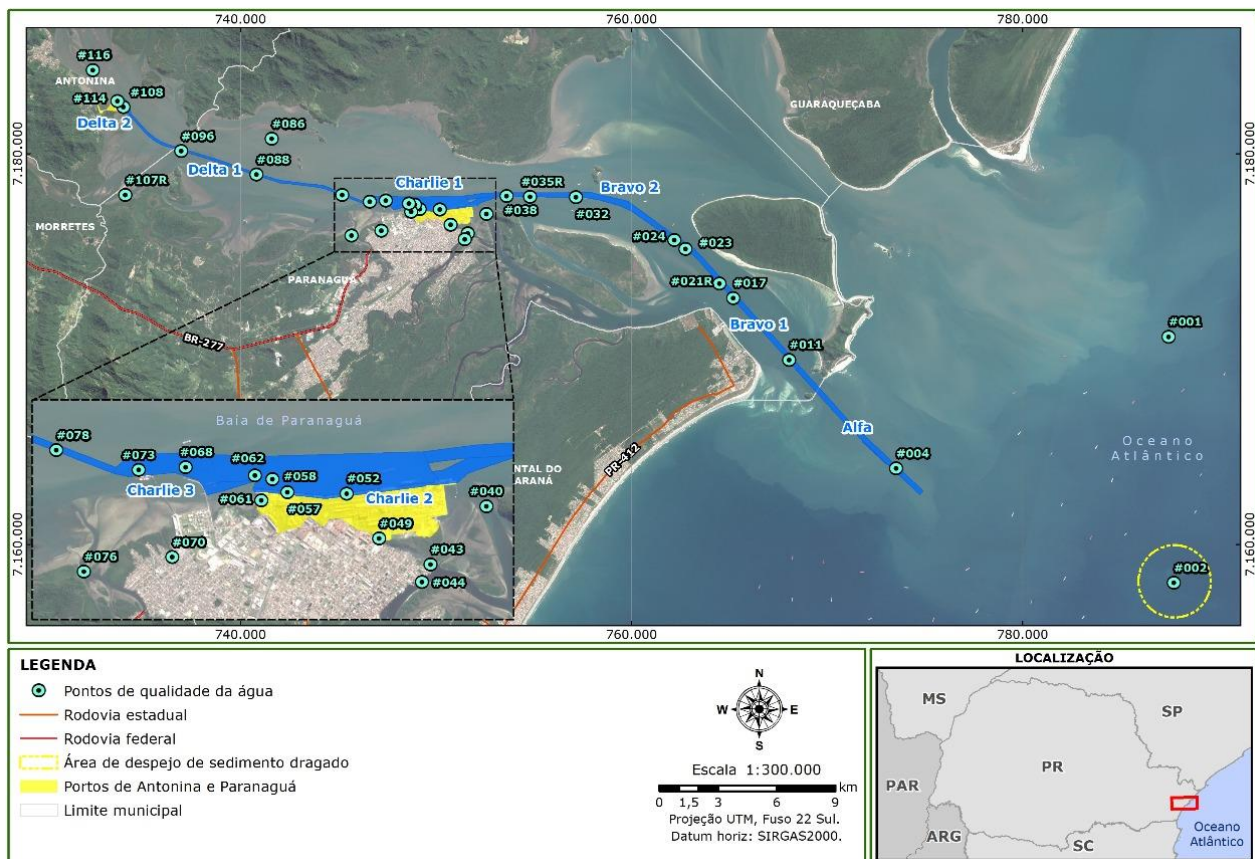 740.000
760.000
780.000
#116
ANTONINA
#114
#108
Delta 2
#096
#086
Delta 1
#088
#107R
MORRETES
Charlie 1
#035R
Bravo 2
#038
#032
GUARAQUEÇABA
#024
#023
#021R
#017
Bravo 1
#011
PARANAGUÁ
BR-277
#001
Alfa
#004
PR-412
Oceano
Atlântico
#002
7.180.000
7.180.000
7.160.000
7.160.000
Baía de Paranaguá
#078
#073
#068
#062
#058
#052
Charlie 3
#061
#057
Charlie 2
NTAL DO
ARANÁ
#040
#049
#076
#070
#043
#044
740.000
760.000
780.000
LEGENDA
Pontos de qualidade da água
Rodovia estadual
Rodovia federal
Área de despejo de sedimento dragado
Portos de Antonina e Paranaguá
Limite municipal
N
W
E
S
Escala 1:300.000
km
0 1,5 3 6 9
Projeção UTM, Fuso 22 Sul.
Datum horiz: SIRGAS2000.
LOCALIZAÇÃO
MS
SP
PR
PAR
ARG
SC
Oceano
Atlântico